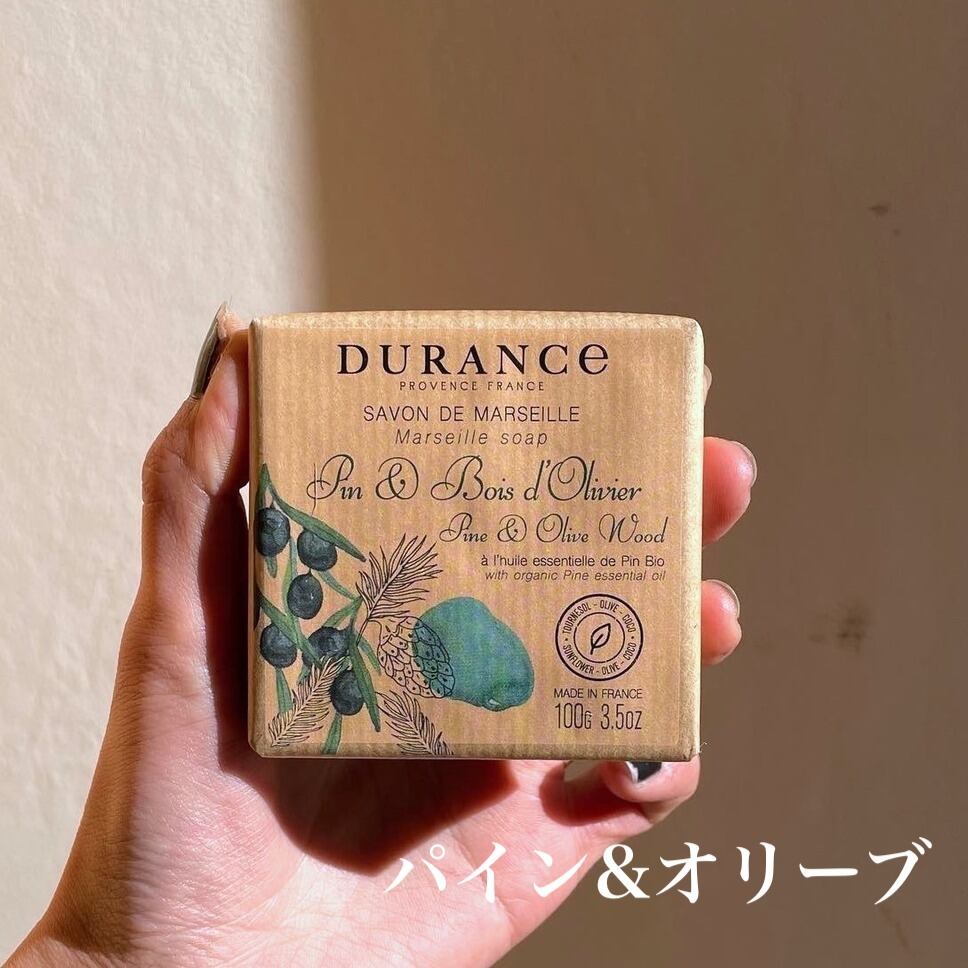 DURANCe
PROVENCE FRANCE
SAVON DE MARSEILLE
Marseille soap
Pin & Bois d'Olivier
Pine & Olive Wood
à l'huile essentielle de Pin Bio
with organic Pine essential oil
TOURNESOL - OLIVE - COCO
SUNFLOWER - OLIVE - COCO
MADE IN FRANCE
100G 3.5OZ
パイン&オリーブ